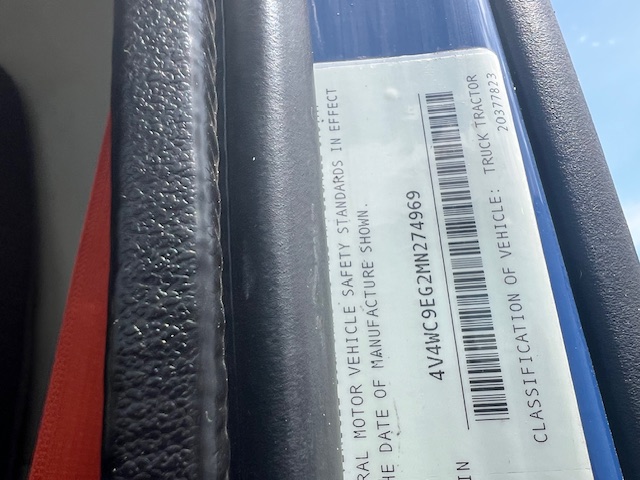 RAL MOTOR VEHICLE SAFETY STANDARDS IN EFFECT
HE DATE OF MANUFACTURE SHOWN.
4V4WC9EG2MN274969
IN
CLASSIFICATION OF VEHICLE: TRUCK TRACTOR
20377823